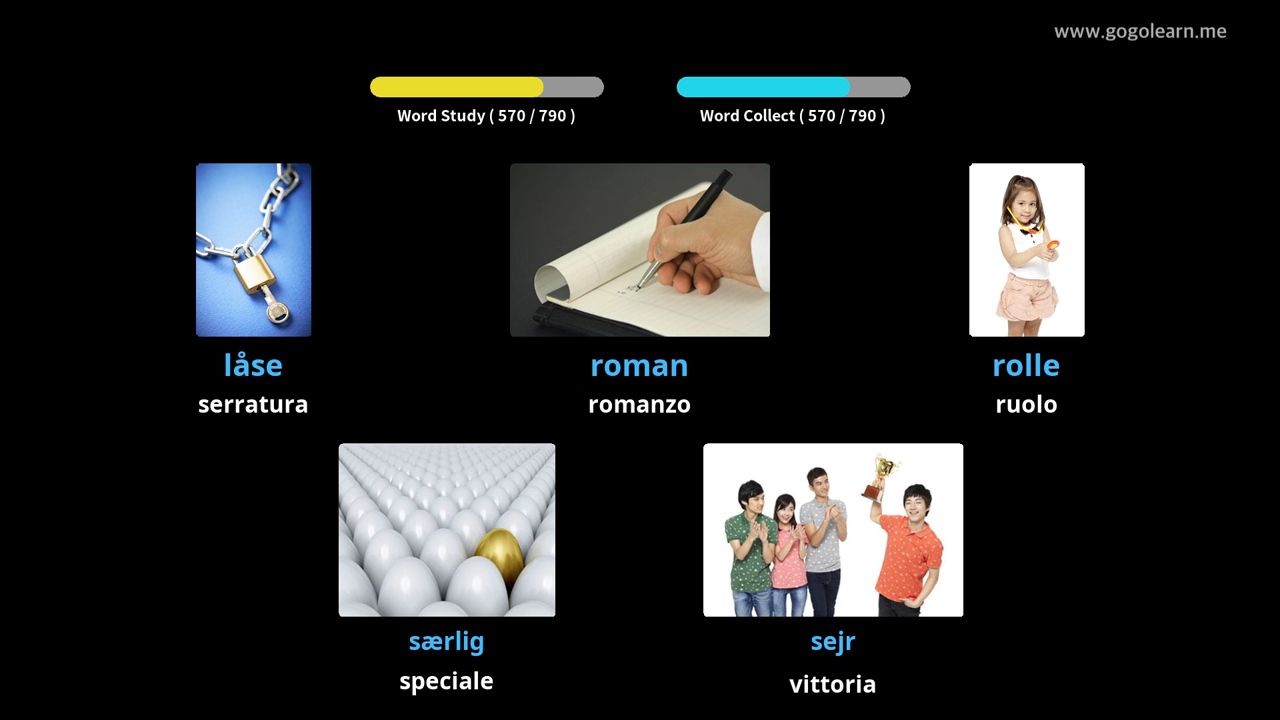 www.gogolearn.me
Word Study ( 570 / 790 )
Word Collect ( 570 / 790 )
låse
roman
rolle
serratura
romanzo
ruolo
særlig
sejr
speciale
vittoria